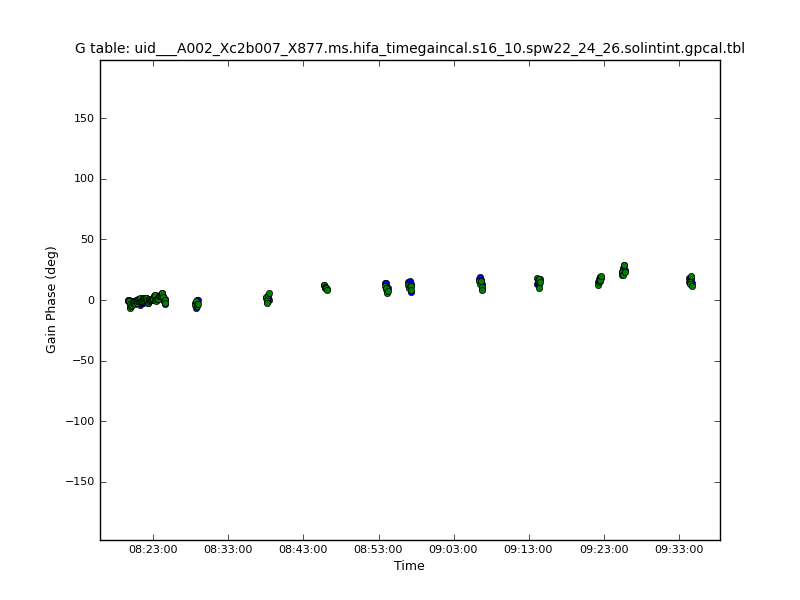 G table: uid___A002_Xc2b007_X877.ms.hifa_timegaincal.s16_10.spw22_24_26.solintint.gpcal.tbl
Gain Phase (deg)
150
100
50
0
−50
−100
−150
08:23:00 08:33:00 08:43:00 08:53:00 09:03:00 09:13:00 09:23:00 09:33:00
Time